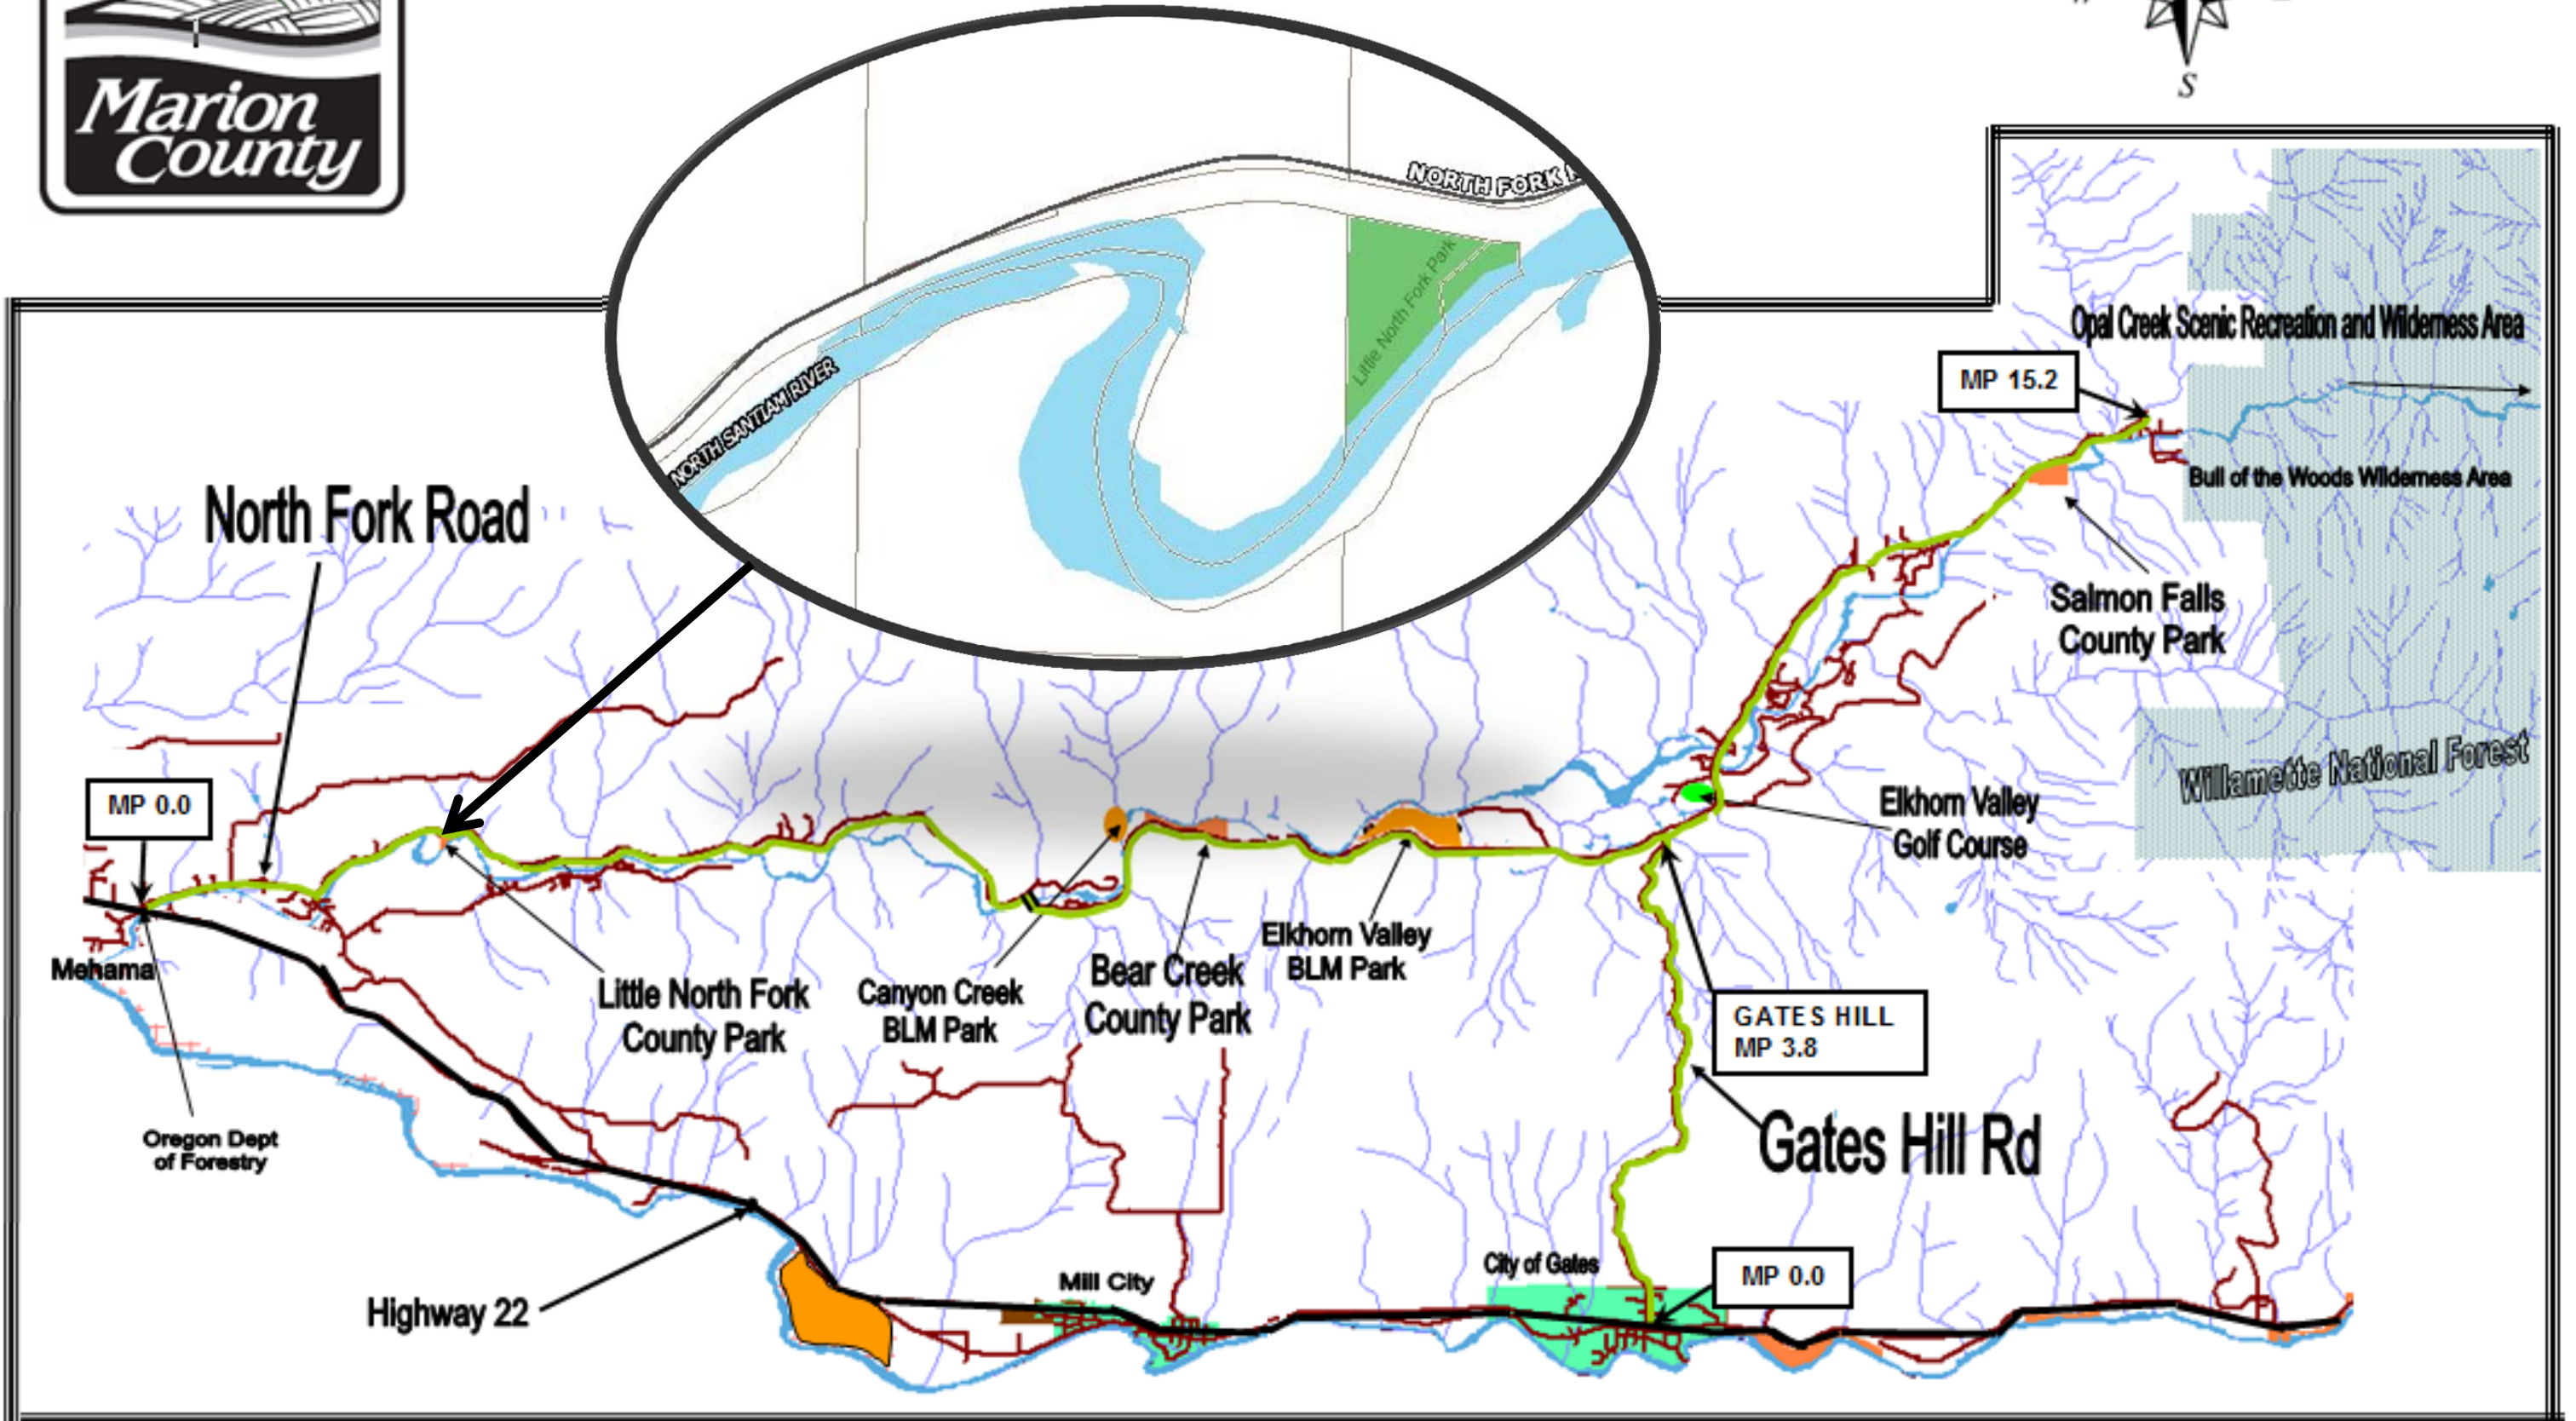 Marion
County
S
NORTH FORK
Little North Fork Park
NORTH SANTIAM RIVER
Opal Creek Scenic Recreation and Wilderness Area
MP 15.2
Bull of the Woods Wilderness Area
North Fork Road
Salmon Falls
County Park
Willamette National Forest
MP 0.0
Elkhorn Valley
Golf Course
Mehama
Little North Fork
County Park
Canyon Creek
BLM Park
Bear Creek
County Park
Elkhorn Valley
BLM Park
GATES HILL
MP 3.8
Oregon Dept
of Forestry
Gates Hill Rd
Highway 22
Mill City
City of Gates
MP 0.0